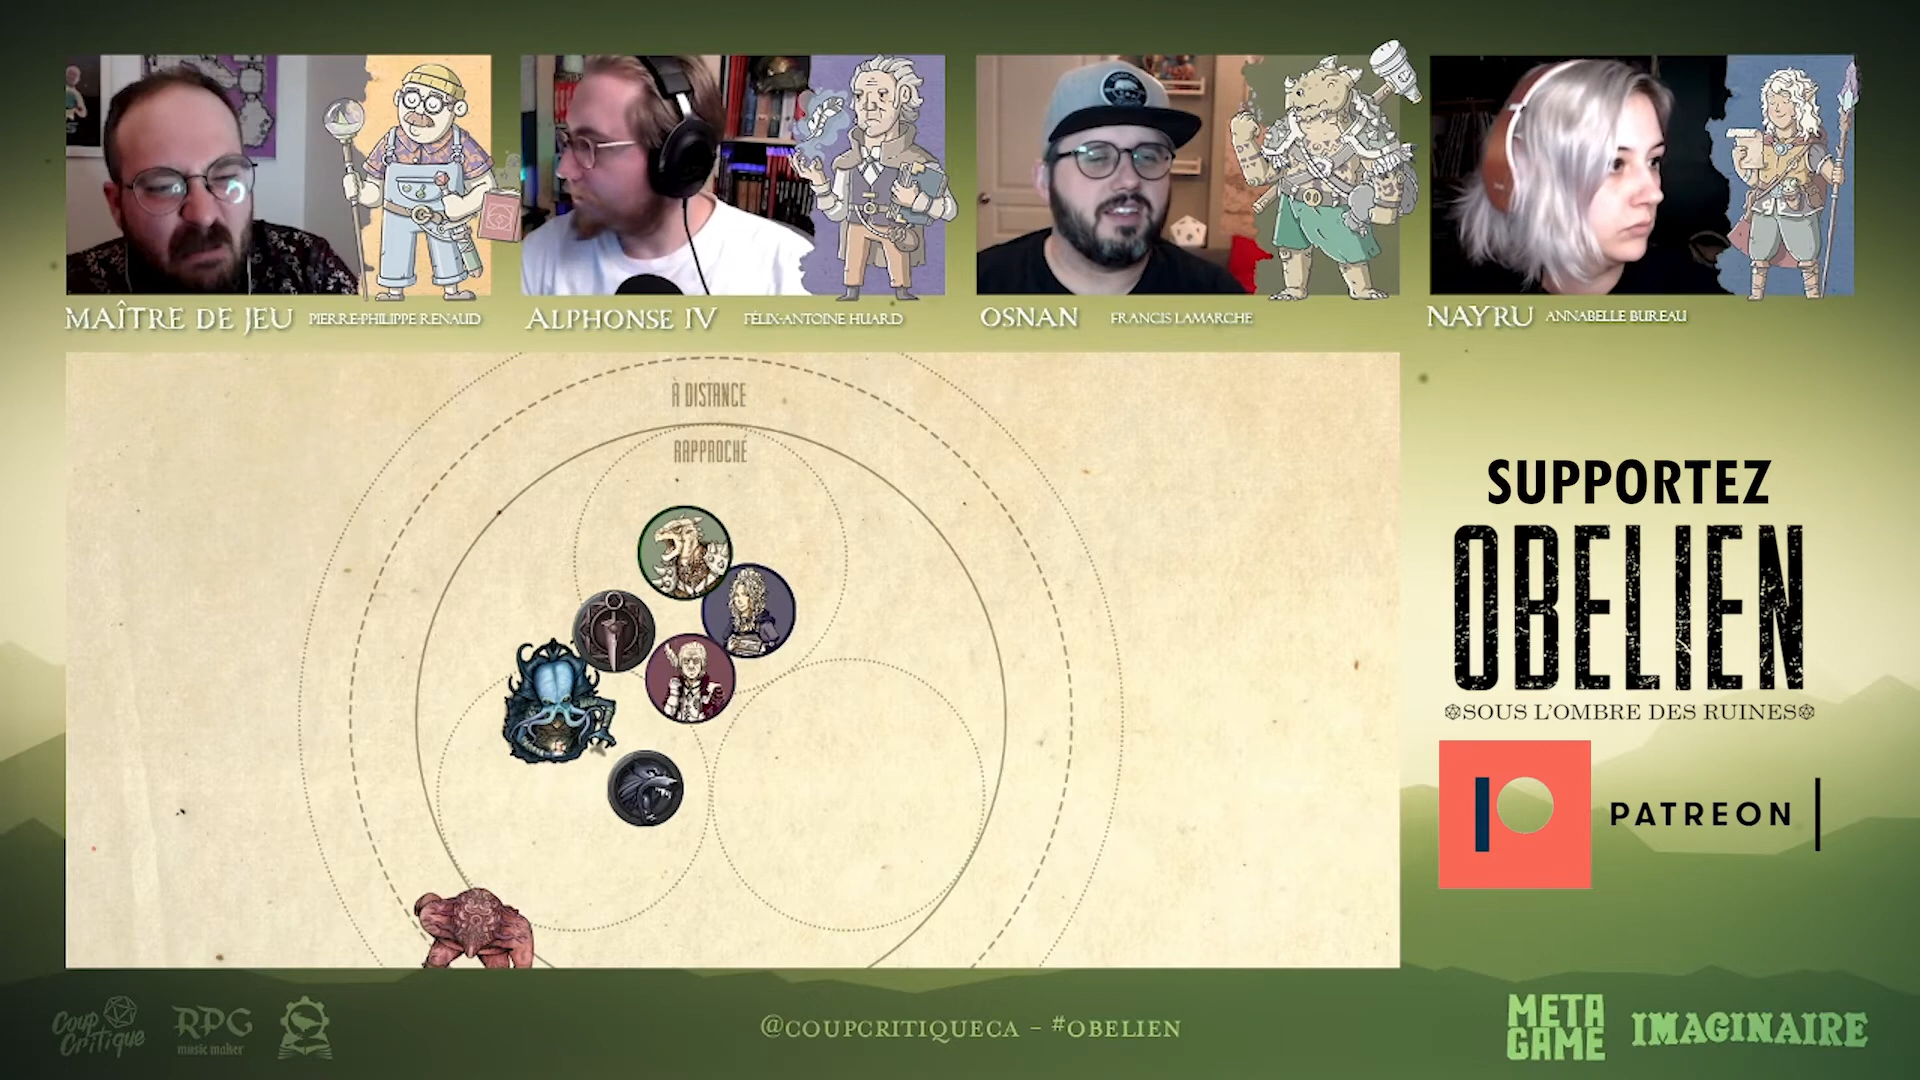 MAÎTRE DE JEU PIERRE-PHILIPPE RENAUD
ALPHONSE IV FÉLIX-ANTOINE HUARD
OSNAN FRANCIS LAMARCHE
NAYRU ANNABELLE BUREAU
À DISTANCE
RAPPROCHÉ
SUPPORTEZ
OBELIEN
SOUS L'OMBRE DES RUINES
PATREON
Coup Critique
RPG music maker
@COUPCRITIQUECA - #OBELIEN
META GAME
IMAGINAIRE